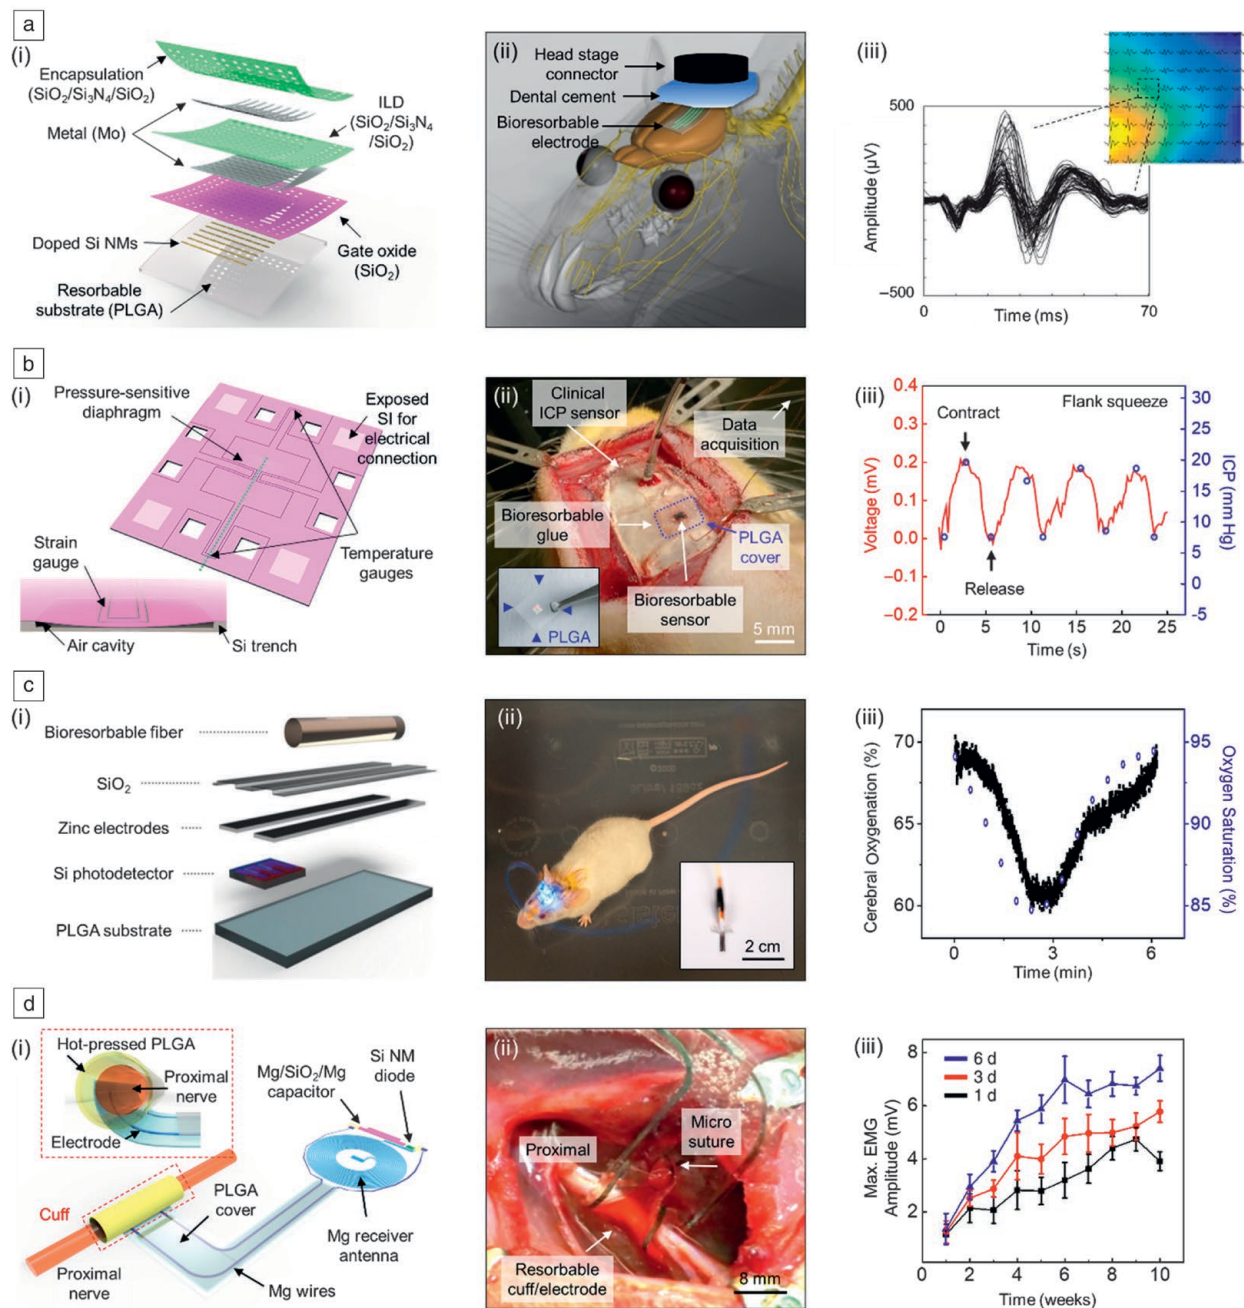 a
(i)
Encapsulation
(SiO2/Si3N4/SiO2)
Metal (Mo)
ILD
(SiO2/Si3N4
/SiO2)
Doped Si NMs
Gate oxide
(SiO2)
Resorbable
substrate (PLGA)
(ii)
Head stage
connector
Dental cement
Bioresorbable
electrode
(iii)
500
Amplitude (µV)
–500
0
70
Time (ms)
b
(i)
Pressure-sensitive
diaphragm
Exposed
SI for
electrical
connection
Strain
gauge
Temperature
gauges
Air cavity
Si trench
(ii)
Clinical
ICP sensor
Data
acquisition
Bioresorbable
glue
PLGA
cover
Bioresorbable
sensor
PLGA
5 mm
(iii)
Flank squeeze
Contract
Release
Voltage (mV)
0.4
0.3
0.2
0.1
0.0
–0.1
–0.2
ICP (mm Hg)
30
25
20
15
10
5
0
-5
0 5 10 15 20 25
Time (s)
c
(i)
Bioresorbable fiber
SiO2
Zinc electrodes
Si photodetector
PLGA substrate
(ii)
2 cm
(iii)
Cerebral Oxygenation (%)
70
65
60
Oxygen
Saturation (%)
95
90
85
0 3 6
Time (min)
d
(i)
Hot-pressed PLGA
Proximal
nerve
Electrode
Mg/SiO2/Mg
capacitor
Si NM
diode
Cuff
PLGA
cover
Mg receiver
antenna
Proximal
nerve
Mg wires
(ii)
Proximal
Micro
suture
Resorbable
cuff/electrode
8 mm
(iii)
Max. EMG
Amplitude (mV)
8
6
4
2
6 d
3 d
1 d
0 2 4 6 8 10
Time (weeks)